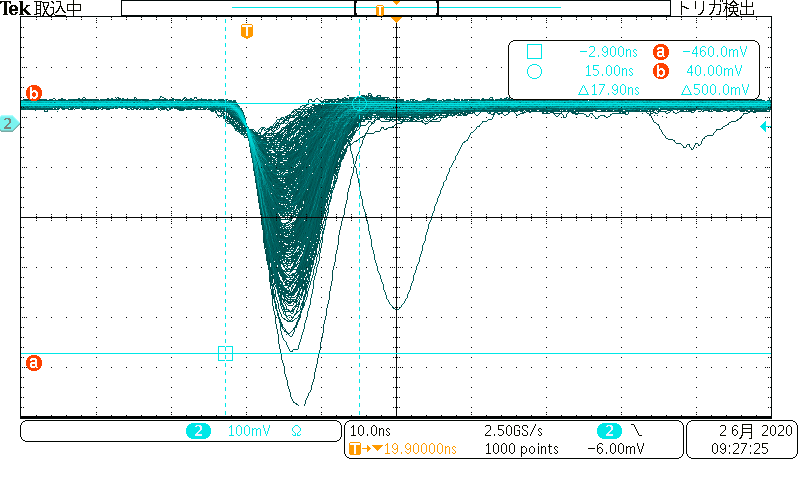 Tek 取込中 T トリガ検出
T
−2.900ns a −460.0mV
15.00ns b 40.00mV
Δ17.90ns Δ500.0mV
b
2
a
2 100mV Ω
10.0ns 2.50GS/s 2
T→▼19.90000ns 1000 points −6.00mV
2 6月 2020
09:27:25